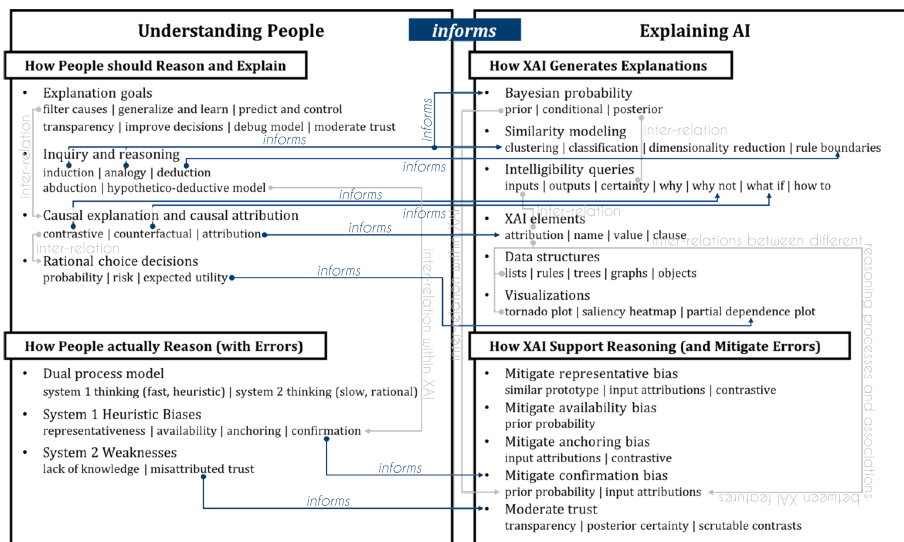 Understanding People
informs
Explaining AI
How People should Reason and Explain
• Explanation goals
filter causes | generalize and learn | predict and control
transparency | improve decisions | debug model | moderate trust
inter-relation
• Inquiry and reasoning
induction | analogy | deduction
abduction | hypothetico-deductive model
informs
informs
informs
• Causal explanation and causal attribution
contrastive | counterfactual | attribution
informs
informs
inter-relation
• Rational choice decisions
probability | risk | expected utility
informs
inter-relation within XAI
How People actually Reason (with Errors)
• Dual process model
system 1 thinking (fast, heuristic) | system 2 thinking (slow, rational)
• System 1 Heuristic Biases
representativeness | availability | anchoring | confirmation
informs
• System 2 Weaknesses
lack of knowledge | misattributed trust
informs
How XAI Generates Explanations
• Bayesian probability
prior | conditional | posterior
inter-relation
• Similarity modeling
clustering | classification | dimensionality reduction | rule boundaries
• Intelligibility queries
inputs | outputs | certainty | why | why not | what if | how to
inter-relation
• XAI elements
attribution | name | value | clause
inter-relations between different
reasoning processes and associations
between XAI features
• Data structures
lists | rules | trees | graphs | objects
• Visualizations
tornado plot | saliency heatmap | partial dependence plot
How XAI Support Reasoning (and Mitigate Errors)
• Mitigate representative bias
similar prototype | input attributions | contrastive
• Mitigate availability bias
prior probability
• Mitigate anchoring bias
input attributions | contrastive
• Mitigate confirmation bias
prior probability | input attributions
• Moderate trust
transparency | posterior certainty | scrutable contrasts